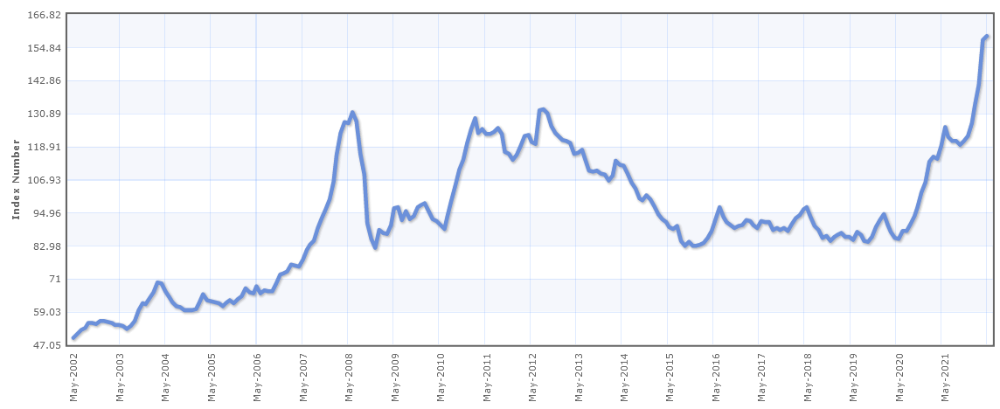 166.82
154.84
142.86
130.89
118.91
106.93
94.96
82.98
71
59.03
47.05
Index Number
May-2002
May-2003
May-2004
May-2005
May-2006
May-2007
May-2008
May-2009
May-2010
May-2011
May-2012
May-2013
May-2014
May-2015
May-2016
May-2017
May-2018
May-2019
May-2020
May-2021